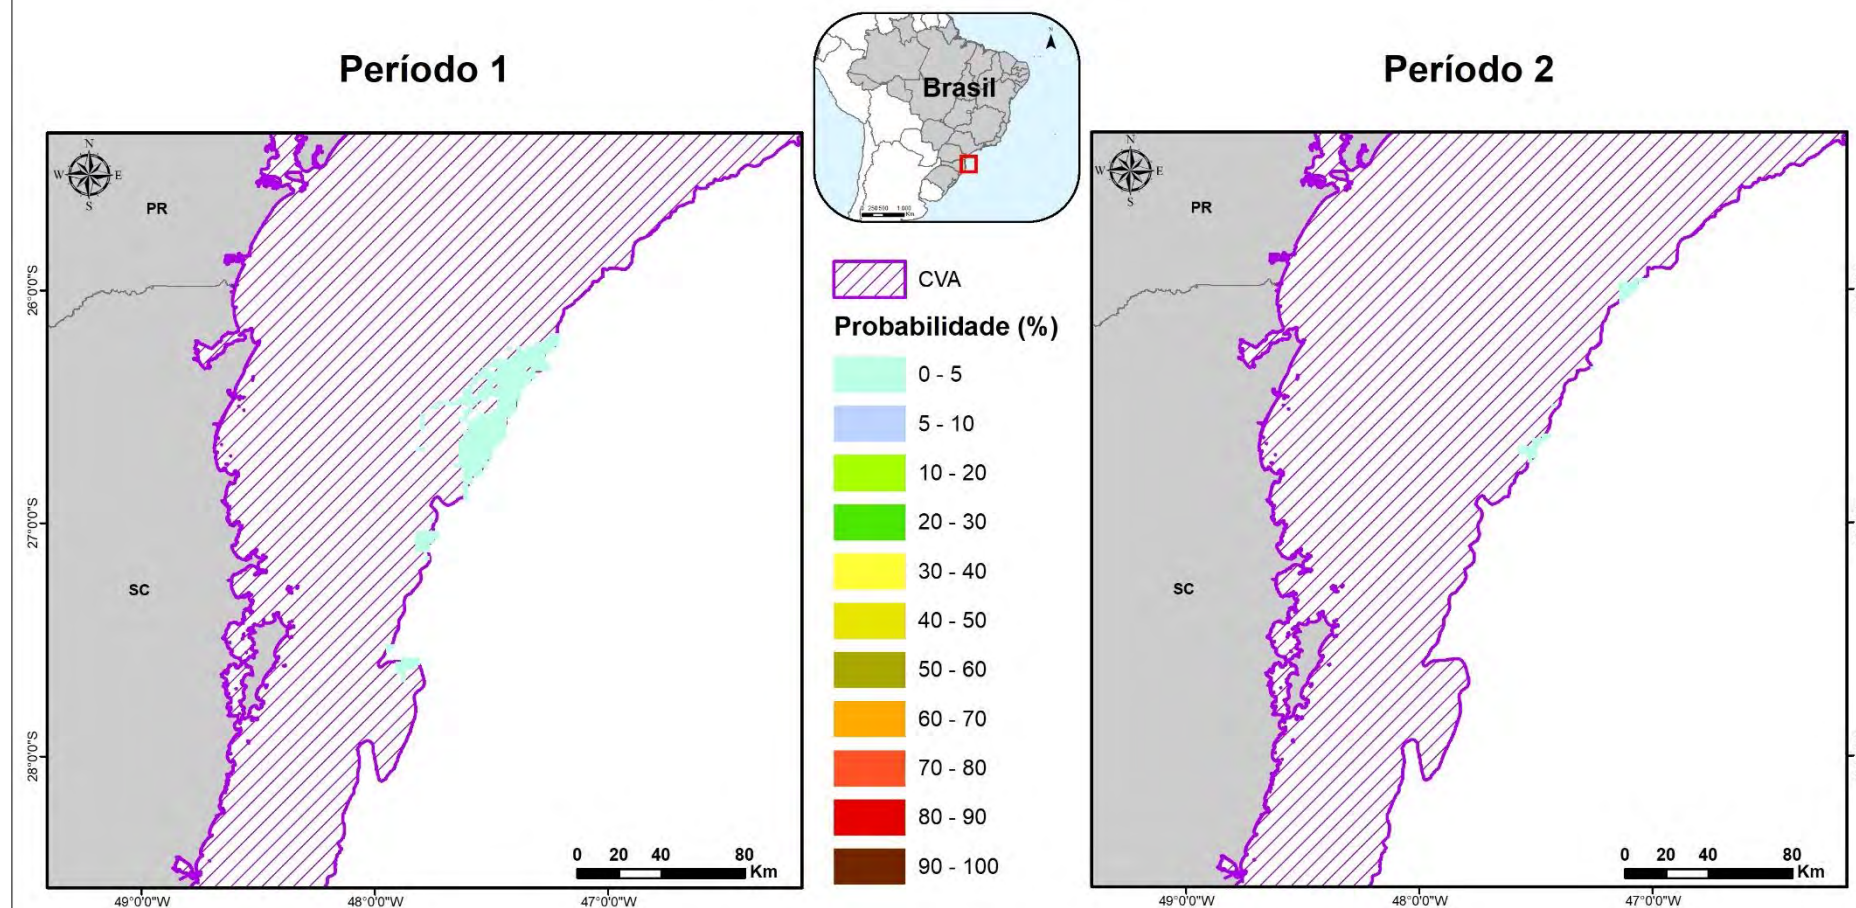 Período 1
Brasil
Período 2
N
W
E
S
PR
SC
26°0'0"S
27°0'0"S
28°0'0"S
49°0'0"W
48°0'0"W
47°0'0"W
0 20 40 80
Km
CVA
Probabilidade (%)
0 - 5
5 - 10
10 - 20
20 - 30
30 - 40
40 - 50
50 - 60
60 - 70
70 - 80
80 - 90
90 - 100
N
W
E
S
PR
SC
49°0'0"W
48°0'0"W
47°0'0"W
0 20 40 80
Km